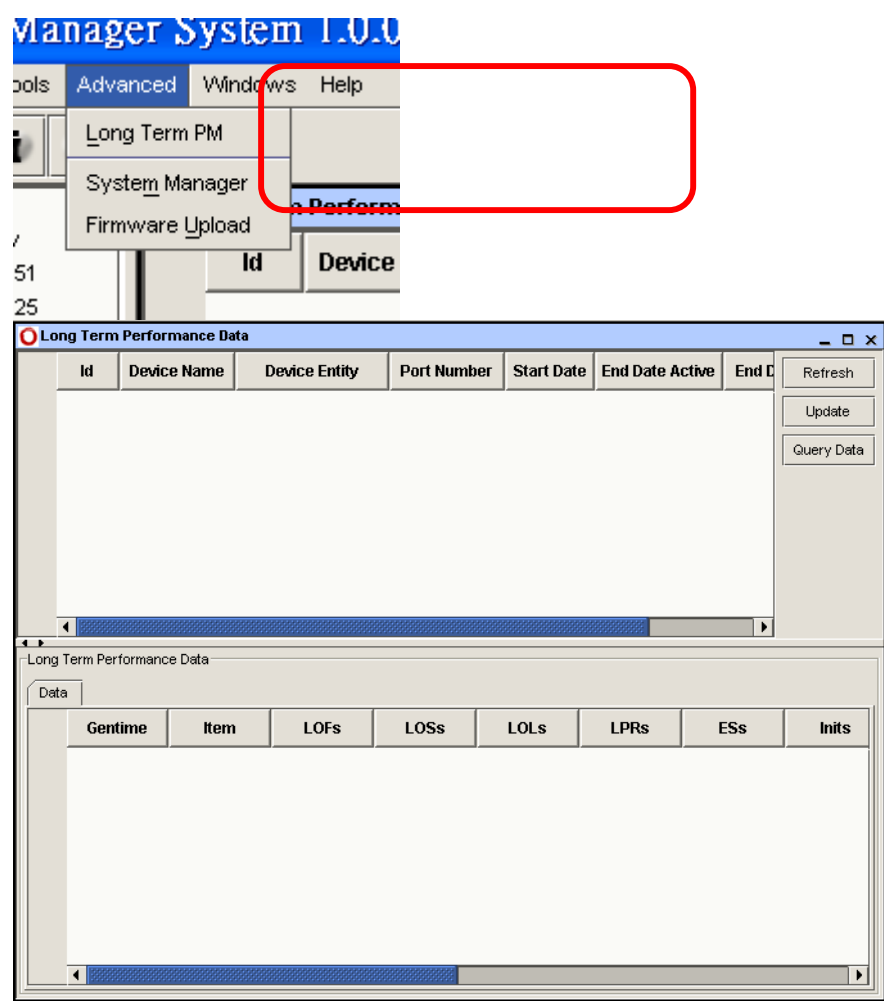 Manager System 1.0.0
ools Advanced Windows Help
Long Term PM
System Manager
Firmware Upload
Perform
Id Device
51
25
Long Term Performance Data
Id Device Name Device Entity Port Number Start Date End Date Active End D
Refresh
Update
Query Data
Long Term Performance Data
Data
Gentime Item LOFs LOSs LOLs LPRs ESs Inits